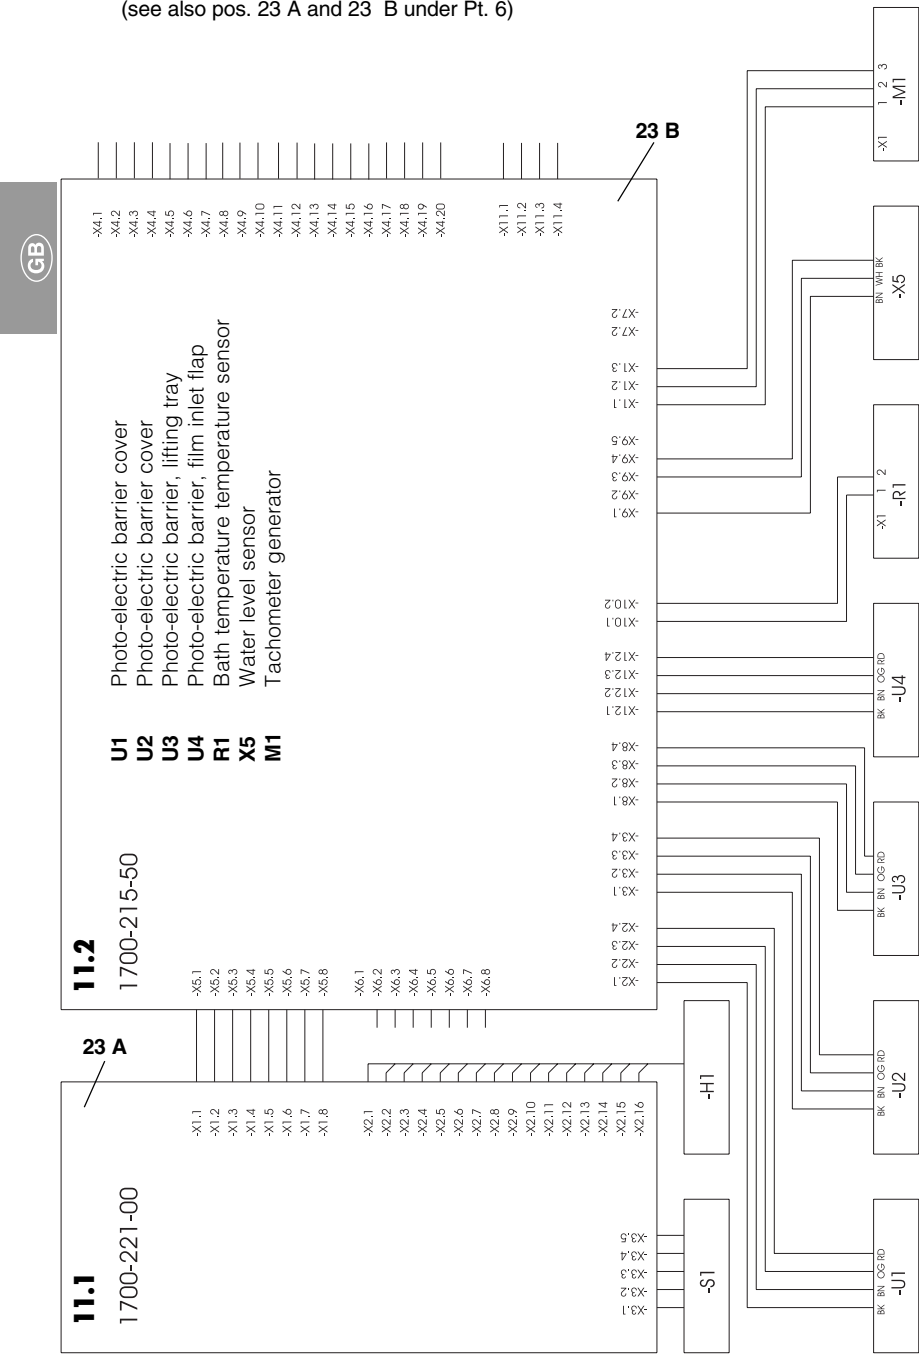 (see also pos. 23 A and 23 B under Pt. 6)
GB
23 B
23 A
11.1
1700-221-00
11.2
1700-215-50
U1 Photo-electric barrier cover
U2 Photo-electric barrier cover
U3 Photo-electric barrier, lifting tray
U4 Photo-electric barrier, film inlet flap
R1 Bath temperature temperature sensor
X5 Water level sensor
M1 Tachometer generator
-X4.1
-X4.2
-X4.3
-X4.4
-X4.5
-X4.6
-X4.7
-X4.8
-X4.9
-X4.10
-X4.11
-X4.12
-X4.13
-X4.14
-X4.15
-X4.16
-X4.17
-X4.18
-X4.19
-X4.20
-X11.1
-X11.2
-X11.3
-X11.4
-X5.1
-X5.2
-X5.3
-X5.4
-X5.5
-X5.6
-X5.7
-X5.8
-X6.1
-X6.2
-X6.3
-X6.4
-X6.5
-X6.6
-X6.7
-X6.8
-X1.1
-X1.2
-X1.3
-X1.4
-X1.5
-X1.6
-X1.7
-X1.8
-X2.1
-X2.2
-X2.3
-X2.4
-X2.5
-X2.6
-X2.7
-X2.8
-X2.9
-X2.10
-X2.11
-X2.12
-X2.13
-X2.14
-X2.15
-X2.16
-X3.5
-X3.4
-X3.3
-X3.2
-X3.1
-X7.2
-X7.2
-X1.3
-X1.2
-X1.1
-X9.5
-X9.4
-X9.3
-X9.2
-X9.1
-X10.2
-X10.1
-X12.4
-X12.3
-X12.2
-X12.1
-X8.4
-X8.3
-X8.2
-X8.1
-X3.4
-X3.3
-X3.2
-X3.1
-X2.4
-X2.3
-X2.2
-X2.1
-S1
-H1
BK BN OG RD
-U1
BK BN OG RD
-U2
BK BN OG RD
-U3
BK BN OG RD
-U4
-X1 1 2
-R1
BN WH BK
-X5
-X1 1 2 3
-M1